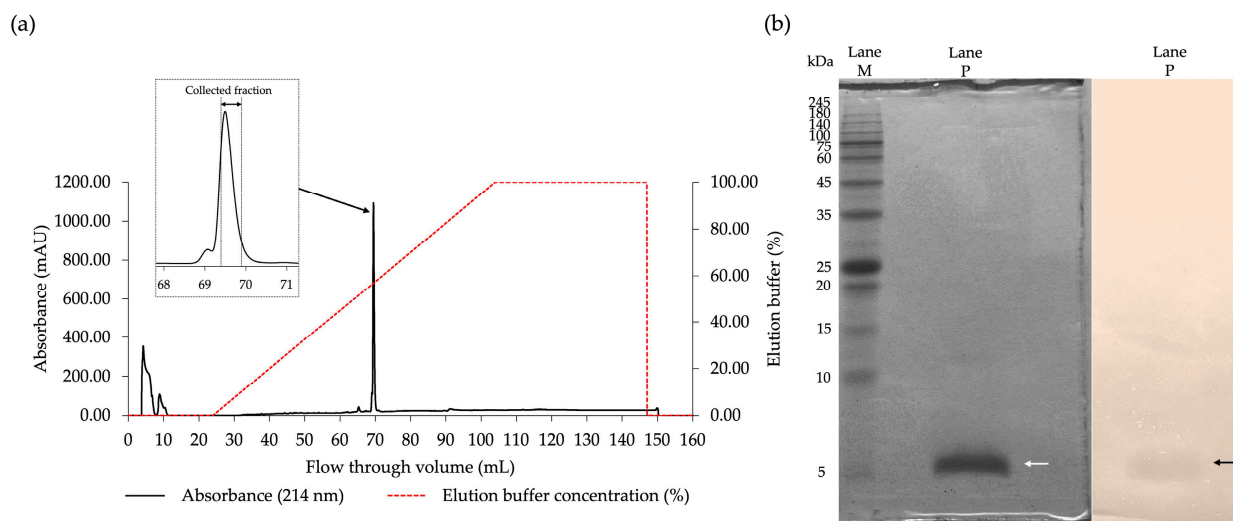 (a)
(b)
Collected fraction
68 69 70 71
1200.00
1000.00
800.00
600.00
400.00
200.00
0.00
Absorbance (mAU)
100.00
80.00
60.00
40.00
20.00
0.00
Elution buffer (%)
0 10 20 30 40 50 60 70 80 90 100 110 120 130 140 150 160
Flow through volume (mL)
Absorbance (214 nm)
Elution buffer concentration (%)
kDa
Lane
M
Lane
P
Lane
P
245
180
140
100
75
60
45
35
25
20
15
10
5